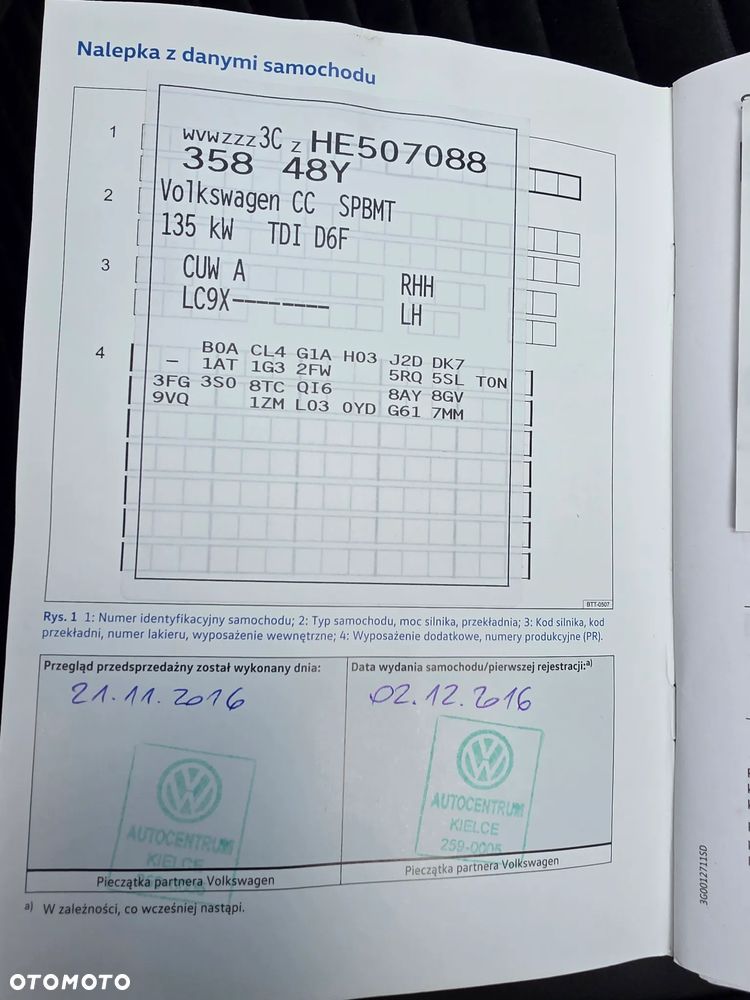 Nalepka z danymi samochodu
1
WVWZZZ3C Z HE507088
358 48Y
2
Volkswagen CC SPBMT
135 kW TDI D6F
3
CUW A RHH
LC9X-------- LH
4
B0A CL4 G1A H03 J2D DK7
– 1AT 1G3 2FW 5RQ 5SL T0N
3FG 3S0 8TC QI6 8AY 8GV
9VQ 1ZM L03 0YD G61 7MM
BTT-0507
Rys. 1 1: Numer identyfikacyjny samochodu; 2: Typ samochodu, moc silnika, przekładnia; 3: Kod silnika, kod
przekładni, numer lakieru, wyposażenie wewnętrzne; 4: Wyposażenie dodatkowe, numery produkcyjne (PR).
Przegląd przedsprzedażny został wykonany dnia:
21.11.2016
AUTOCENTRUM
KIELCE
Pieczątka partnera Volkswagen
Data wydania samochodu/pierwszej rejestracji:a)
02.12.2016
AUTOCENTRUM
KIELCE
259-0005
Pieczątka partnera Volkswagen
a) W zależności, co wcześniej nastąpi.
3G0012711SD
OTOMOTO